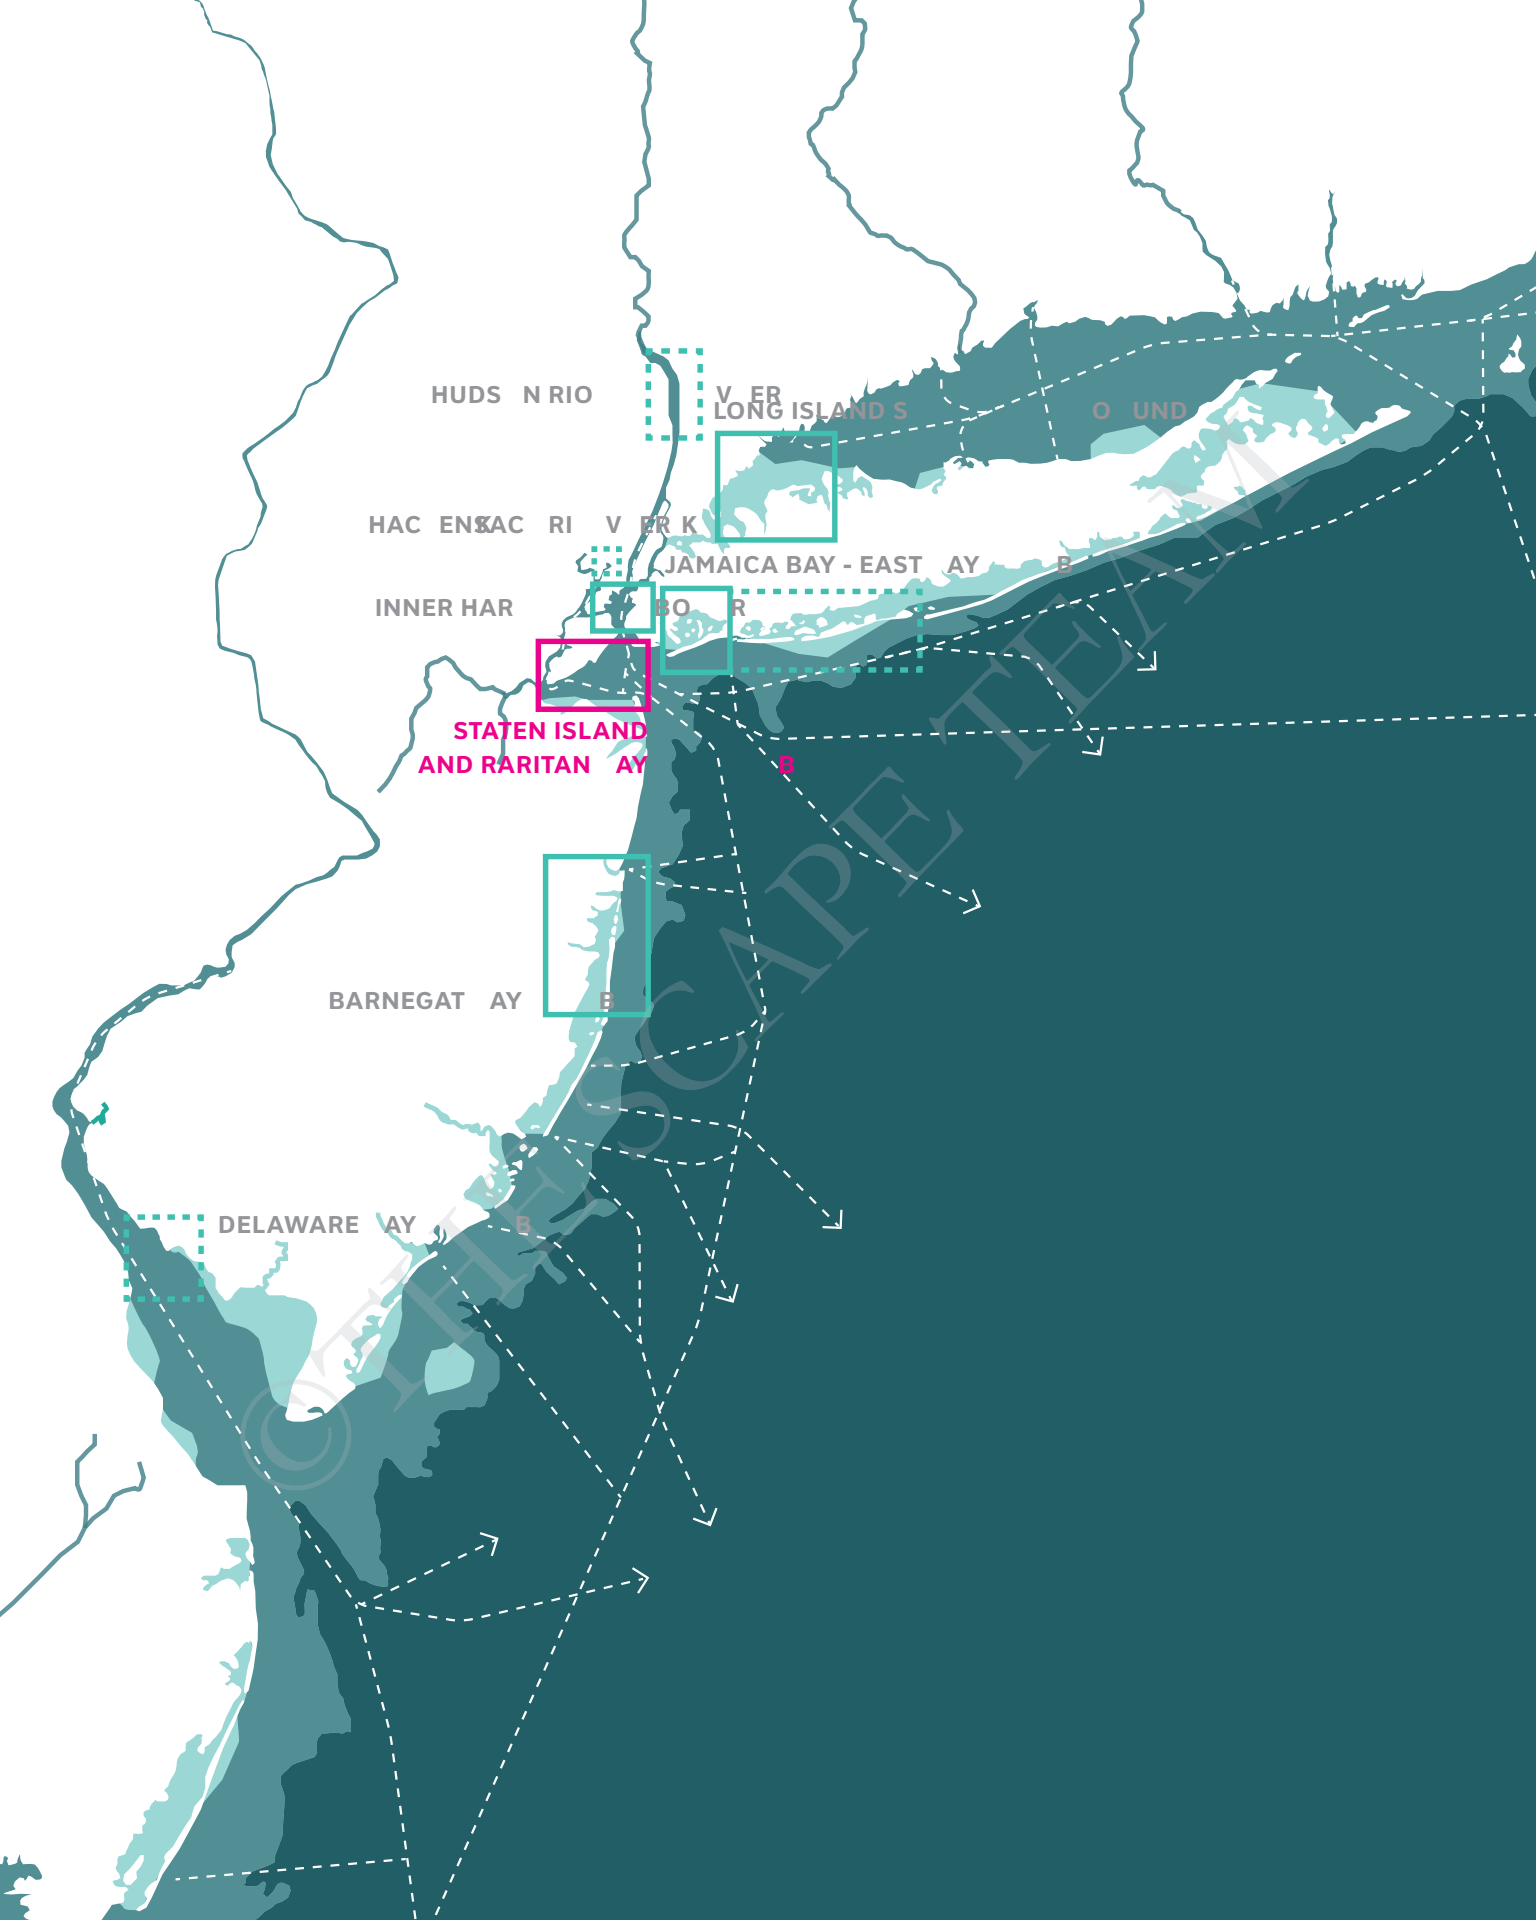 HUDS N RIO V ER
LONG ISLAND S O UND
HAC ENSKAC RI V ER K
JAMAICA BAY - EAST AY B
INNER HAR BO R
STATEN ISLAND
AND RARITAN AY B
BARNEGAT AY B
DELAWARE AY B
© THE SCAPE TEAM